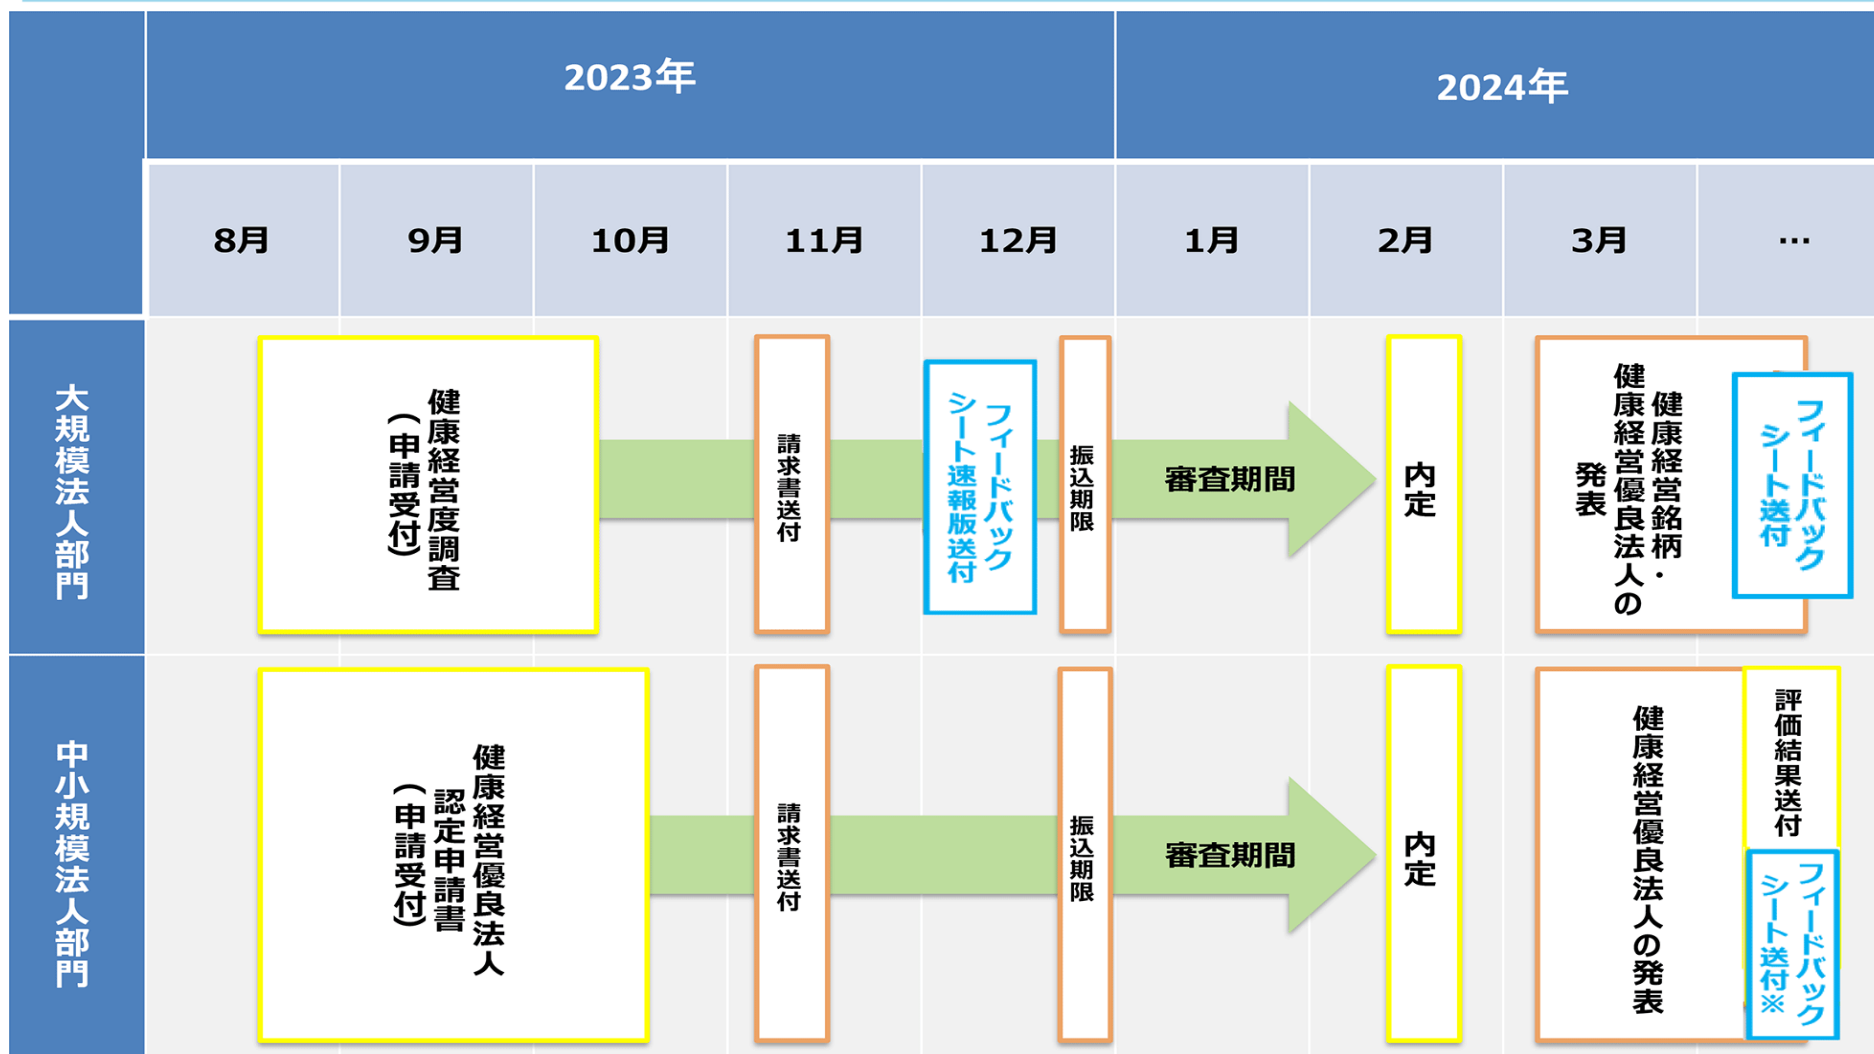 2023年
2024年
8月
9月
10月
11月
12月
1月
2月
3月
…
大規模法人部門
健康経営度調査
（申請受付）
請求書送付
フィードバック
シート速報版送付
振込期限
審査期間
内定
健康経営銘柄・
健康経営優良法人の
発表
フィードバック
シート送付
中小規模法人部門
健康経営優良法人
認定申請書
（申請受付）
請求書送付
振込期限
審査期間
内定
健康経営優良法人の発表
評価結果送付
フィードバック
シート送付※